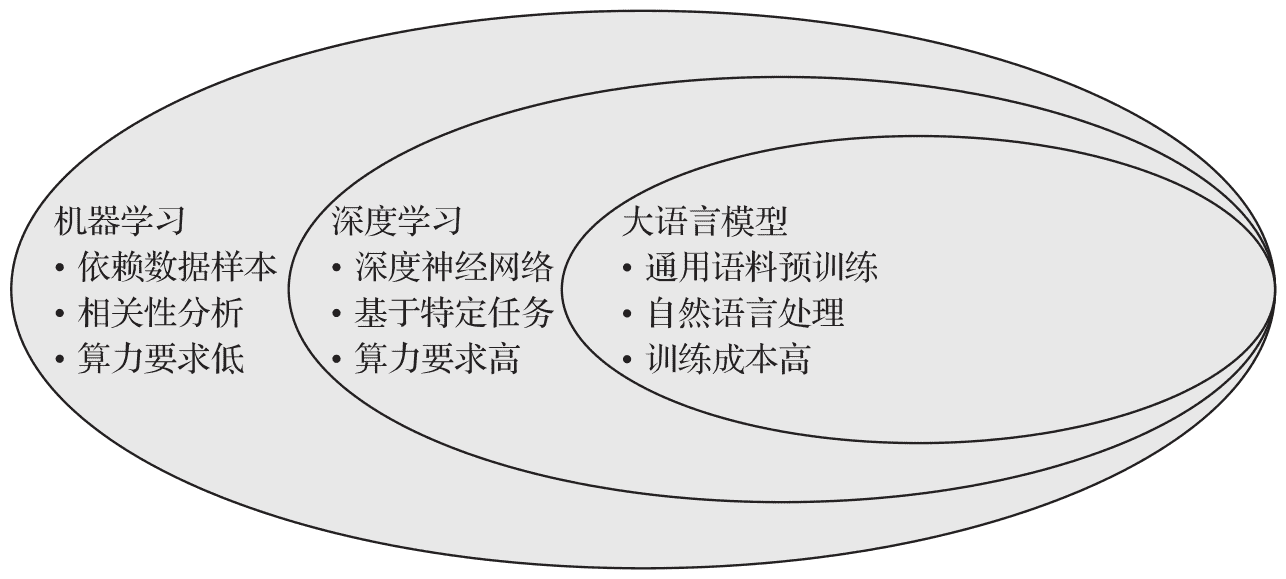 机器学习
• 依赖数据样本
• 相关性分析
• 算力要求低
深度学习
• 深度神经网络
• 基于特定任务
• 算力要求高
大语言模型
• 通用语料预训练
• 自然语言处理
• 训练成本高